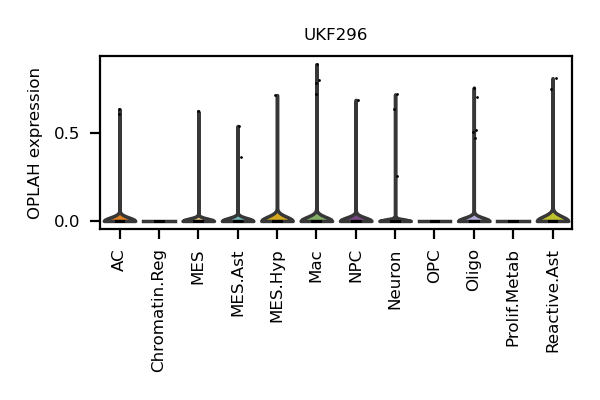 UKF296
OPLAH expression
0.5
0.0
AC
Chromatin.Reg
MES
MES.Ast
MES.Hyp
Mac
NPC
Neuron
OPC
Oligo
Prolif.Metab
Reactive.Ast